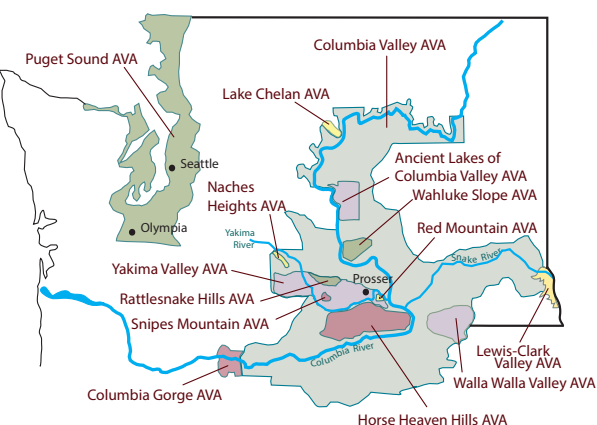 Columbia Valley AVA
Puget Sound AVA
Lake Chelan AVA
Ancient Lakes of
Columbia Valley AVA
Seattle
Naches
Heights AVA
Wahluke Slope AVA
Olympia
Yakima
River
Red Mountain AVA
Snake River
Yakima Valley AVA
Prosser
Rattlesnake Hills AVA
Snipes Mountain AVA
Columbia River
Lewis-Clark
Valley AVA
Walla Walla Valley AVA
Columbia Gorge AVA
Horse Heaven Hills AVA